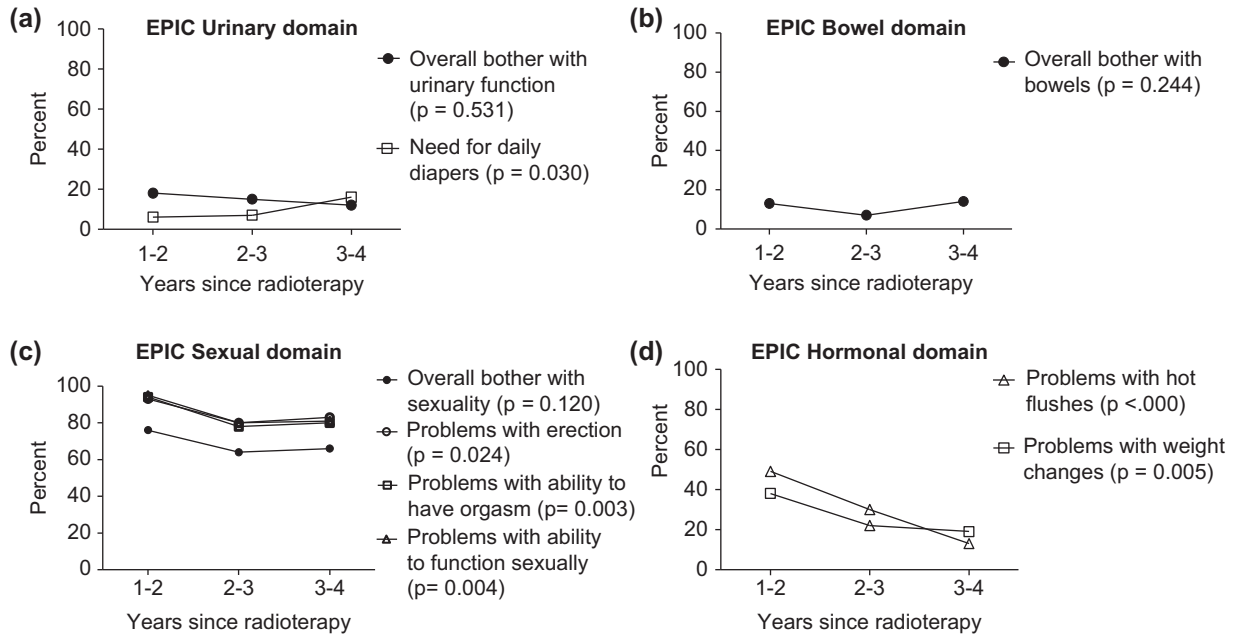 (a)
EPIC Urinary domain
100
80
60
40
20
0
Percent
1-2
2-3
3-4
Years since radioterapy
Overall bother with
urinary function
(p = 0.531)
Need for daily
diapers (p = 0.030)
(b)
EPIC Bowel domain
100
80
60
40
20
0
Percent
1-2
2-3
3-4
Years since radioterapy
Overall bother with
bowels (p = 0.244)
(c)
EPIC Sexual domain
100
80
60
40
20
0
Percent
1-2
2-3
3-4
Years since radioterapy
Overall bother with
sexuality (p = 0.120)
Problems with erection
(p = 0.024)
Problems with ability to
have orgasm (p= 0.003)
Problems with ability
to function sexually
(p= 0.004)
(d)
EPIC Hormonal domain
100
80
60
40
20
0
Percent
1-2
2-3
3-4
Years since radioterapy
Problems with hot
flushes (p <.000)
Problems with weight
changes (p = 0.005)